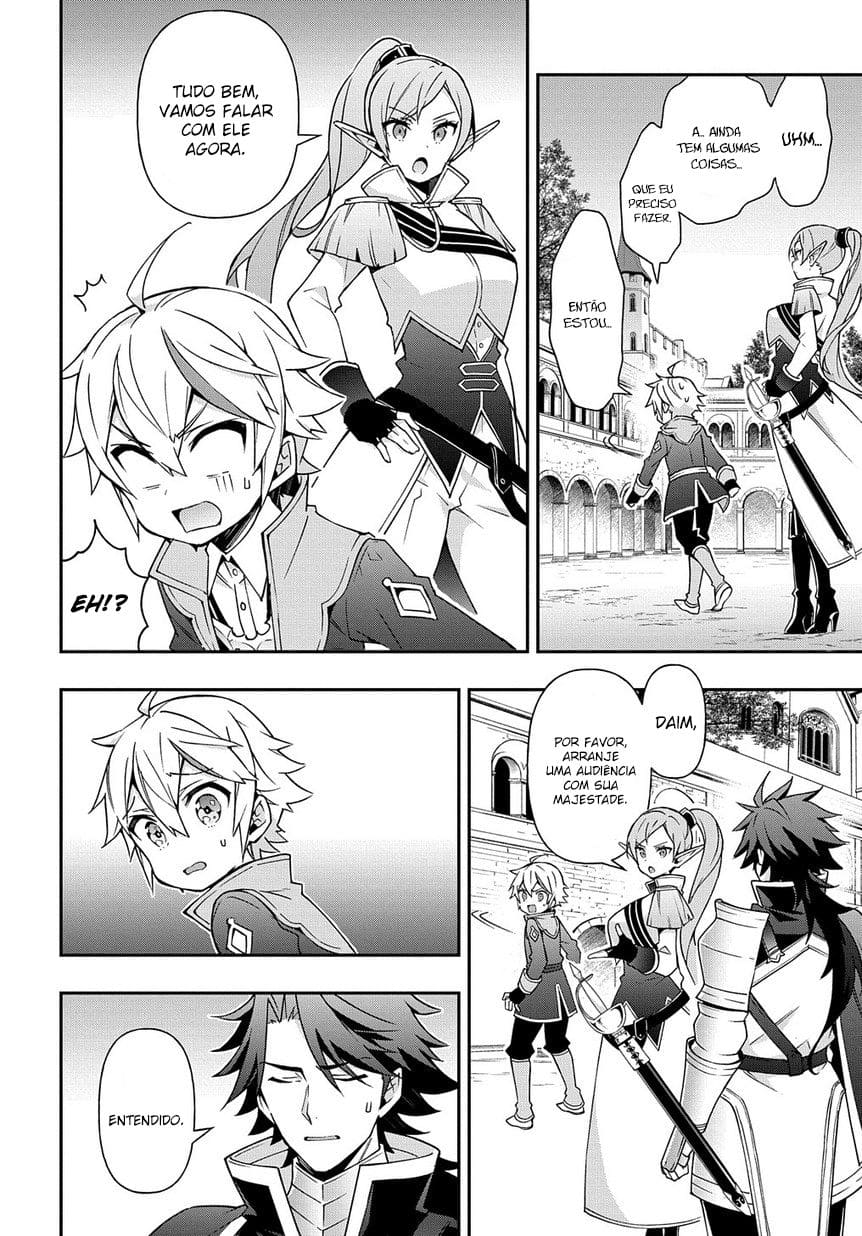 UHM...
A.. AINDA
TEM ALGUMAS
COISAS...
QUE EU
PRECISO
FAZER.
ENTÃO
ESTOU...
TUDO BEM,
VAMOS FALAR
COM ELE
AGORA.
EH!?
DAIM,
POR FAVOR,
ARRANJE
UMA AUDIÊNCIA
COM SUA
MAJESTADE.
ENTENDIDO.